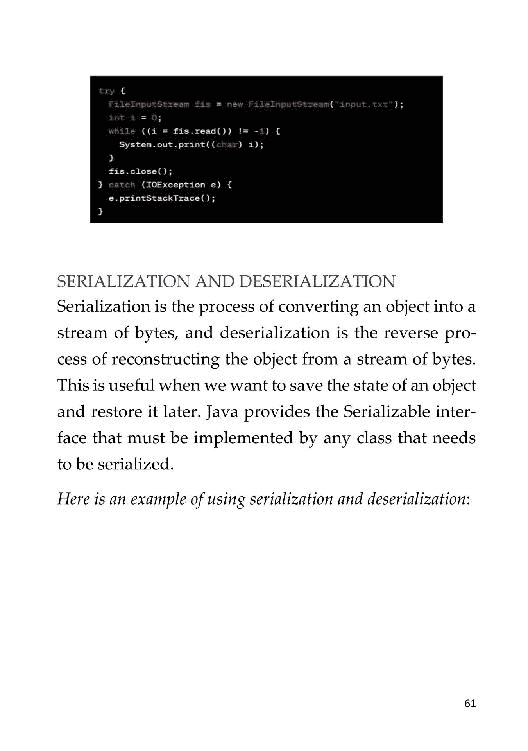 try {
FileInputStream fis = new FileInputStream("input.txt");
int i = 0;
while ((i = fis.read()) != -1) {
System.out.print((char) i);
}
fis.close();
} catch (IOException e) {
e.printStackTrace();
}
SERIALIZATION AND DESERIALIZATION
Serialization is the process of converting an object into a
stream of bytes, and deserialization is the reverse pro-
cess of reconstructing the object from a stream of bytes.
This is useful when we want to save the state of an object
and restore it later. Java provides the Serializable inter-
face that must be implemented by any class that needs
to be serialized.
Here is an example of using serialization and deserialization:
61